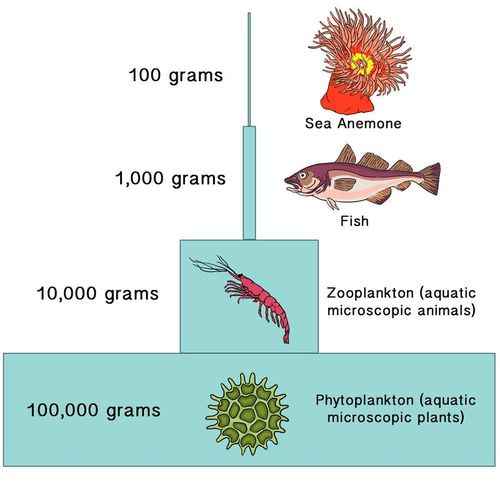 100 grams
Sea Anemone
1,000 grams
Fish
10,000 grams
Zooplankton (aquatic
microscopic animals)
100,000 grams
Phytoplankton (aquatic
microscopic plants)